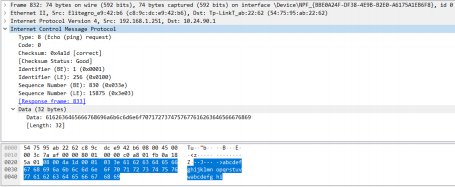 Frame 832: 74 bytes on wire (592 bits), 74 bytes captured (592 bits) on interface \Device\NPF_{B8E0A24F-DF38-4E9B-B2E0-A6175A1EB6F8}, id 0
Ethernet II, Src: Elitegro_a9:42:b6 (c8:9c:dc:a9:42:b6), Dst: Tp-LinkT_ab:22:62 (54:75:95:ab:22:62)
Internet Protocol Version 4, Src: 192.168.1.251, Dst: 10.24.90.1
Internet Control Message Protocol
Type: 8 (Echo (ping) request)
Code: 0
Checksum: 0x4a1d [correct]
[Checksum Status: Good]
Identifier (BE): 1 (0x0001)
Identifier (LE): 256 (0x0100)
Sequence Number (BE): 830 (0x033e)
Sequence Number (LE): 15875 (0x3e03)
[Response frame: 833]
Data (32 bytes)
Data: 6162636465666768696a6b6c6d6e6f7071727374757677616263646566676869
[Length: 32]
0000 54 75 95 ab 22 62 c8 9c dc a9 42 b6 08 00 45 00 Tu··"b·· ··B···E·
0010 00 3c 7a af 00 00 80 01 00 00 c0 a8 01 fb 0a 18 ·<z·····
0020 5a 01 08 00 4a 1d 00 01 03 3e 61 62 63 64 65 66 Z···J··· ·>abcdef
0030 67 68 69 6a 6b 6c 6d 6e 6f 70 71 72 73 74 75 76 ghijklmn opqrstuv
0040 77 61 62 63 64 65 66 67 68 69 wabcdefg hi